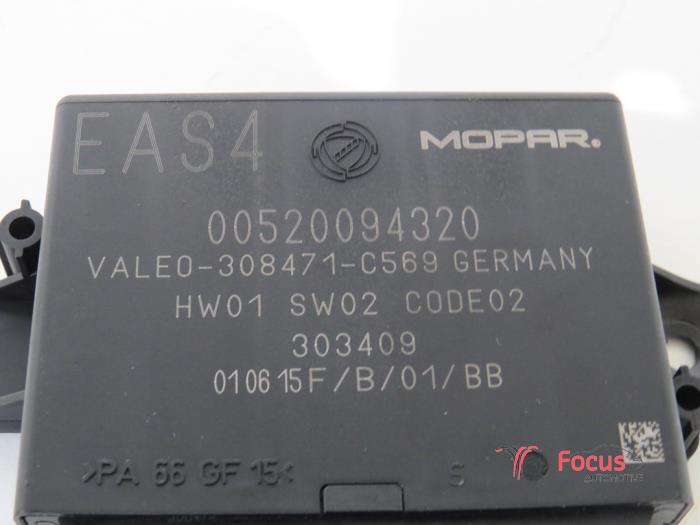 EAS4 MOPAR.
00520094320
VALEO-308471-C569 GERMANY
HW01 SW02 CODE02
303409
010615F/B/01/BB
>PA 66 GF 15< S
Focus
AUTOMOTIVE